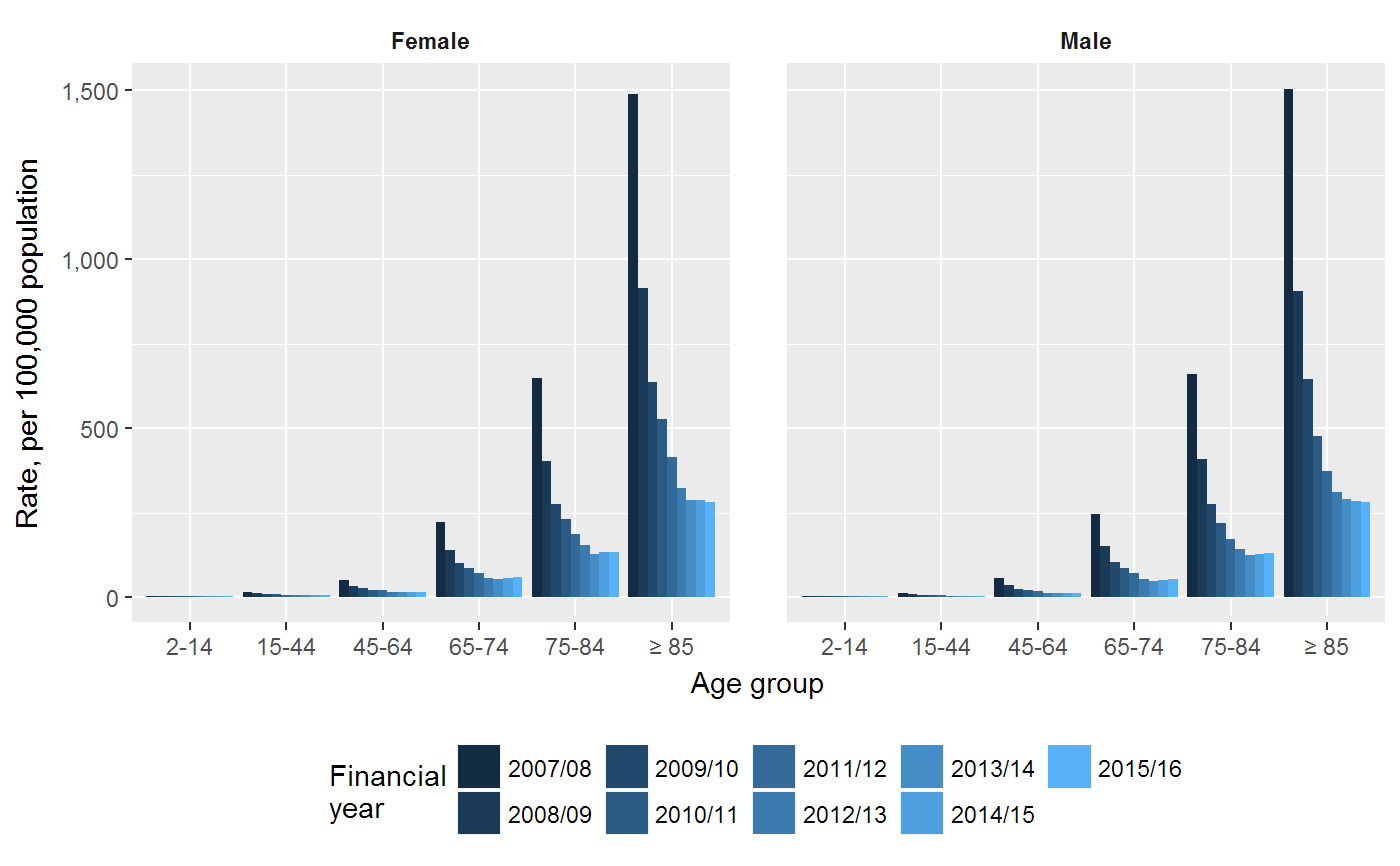 Female Male
Rate, per 100,000 population
1,500
1,000
500
0
2-14 15-44 45-64 65-74 75-84 ≥ 85 2-14 15-44 45-64 65-74 75-84 ≥ 85
Age group
Financial
year
2007/08 2009/10 2011/12 2013/14 2015/16
2008/09 2010/11 2012/13 2014/15